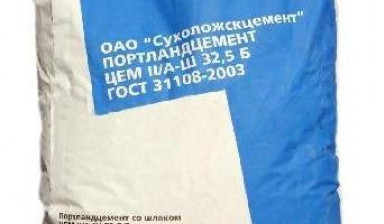 ОАО "Сухоложскцемент"
ПОРТЛАНДЦЕМЕНТ
ЦЕМ II/А-Ш 32,5 Б
ГОСТ 31108-2003
Портландцемент со шлаком